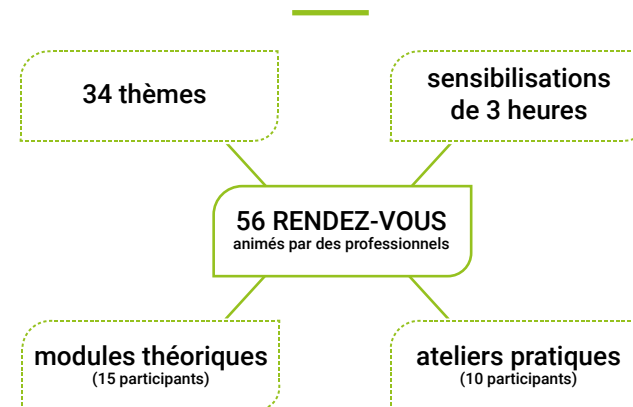 34 thèmes
sensibilisations
de 3 heures
56 RENDEZ-VOUS
animés par des professionnels
modules théoriques
(15 participants)
ateliers pratiques
(10 participants)